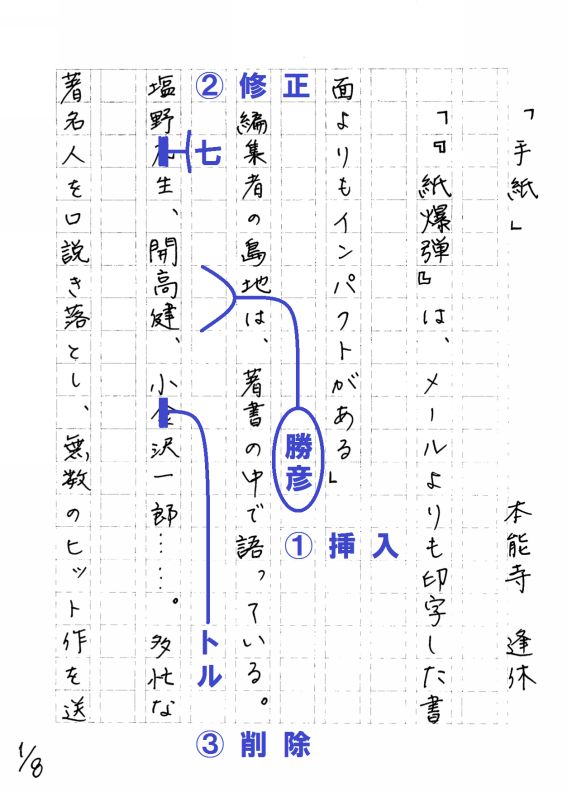 「手紙」
本能寺 逢休
「『紙爆弾』は、メールよりも印字した書
面よりもインパクトがある」
① 挿入
勝彦
編集者の島地は、著書の中で語っている。
② 修正
七
トル
③ 削除
塩野生、開高健、小沢一郎……。多忙な
著名人を口説き落とし、無数のヒット作を送
1/8